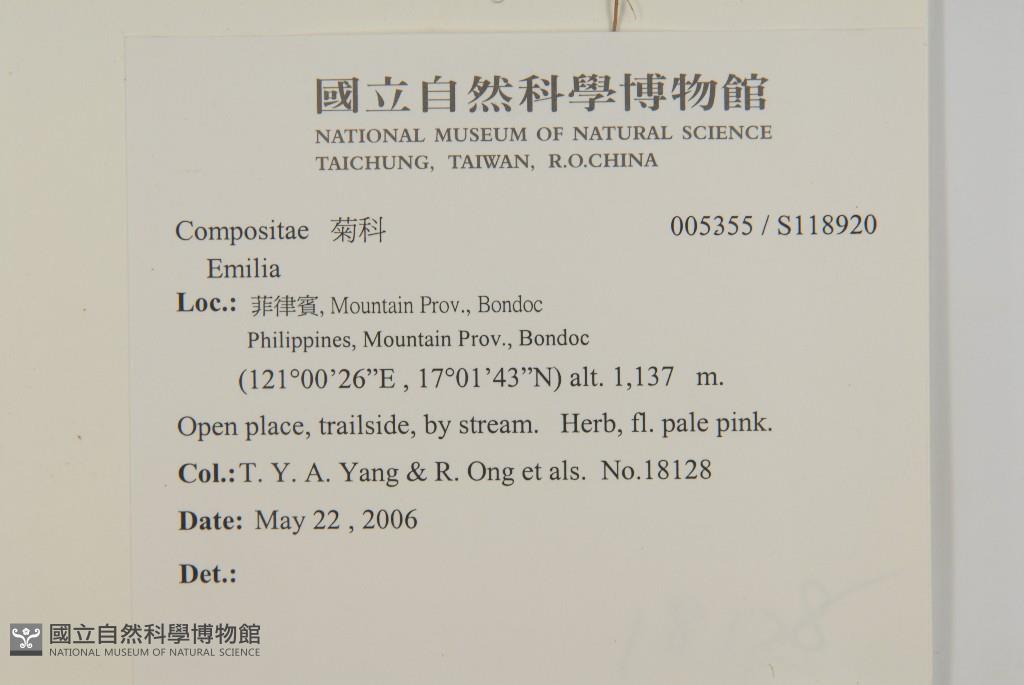 國立自然科學博物館
NATIONAL MUSEUM OF NATURAL SCIENCE
TAICHUNG, TAIWAN, R.O.CHINA
Compositae 菊科 005355 / S118920
Emilia
Loc.: 菲律賓, Mountain Prov., Bondoc
Philippines, Mountain Prov., Bondoc
(121°00’26”E , 17°01’43”N) alt. 1,137 m.
Open place, trailside, by stream. Herb, fl. pale pink.
Col.:T. Y. A. Yang & R. Ong et als. No.18128
Date: May 22 , 2006
Det.:
國立自然科學博物館
NATIONAL MUSEUM OF NATURAL SCIENCE